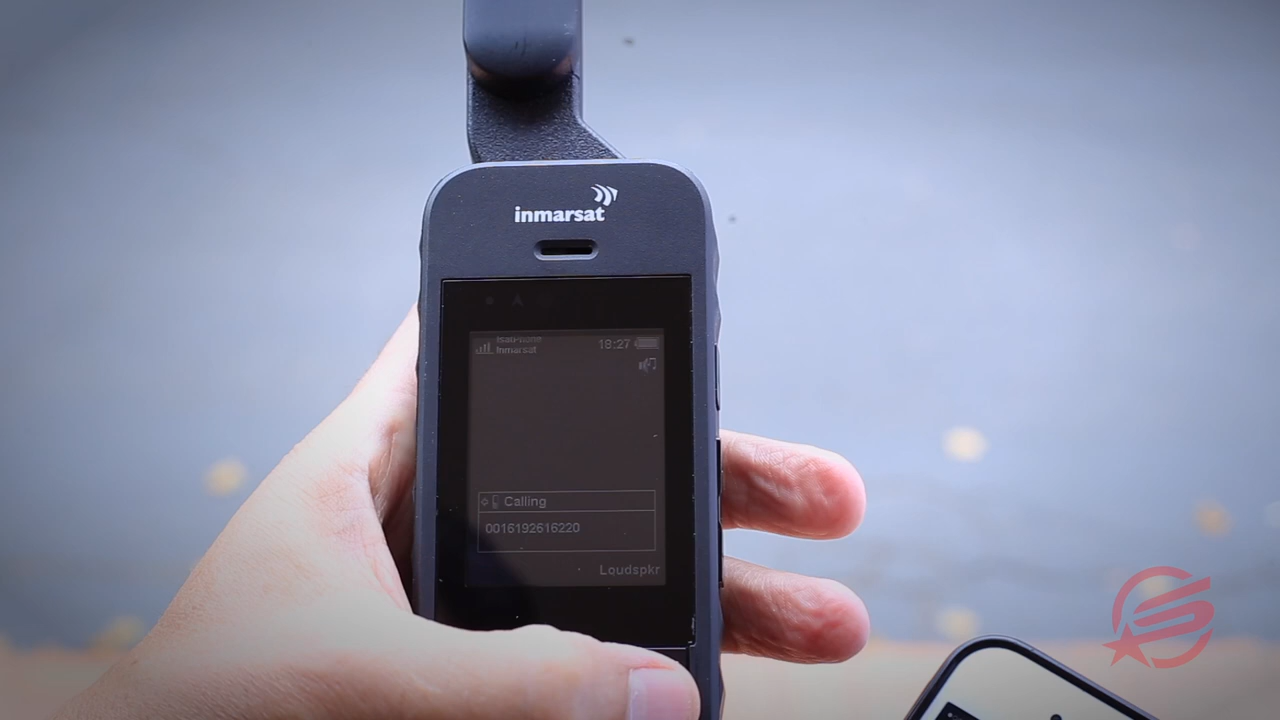 inmarsat
Inmarsat
18:27
Calling
0016192616220
Loudspkr